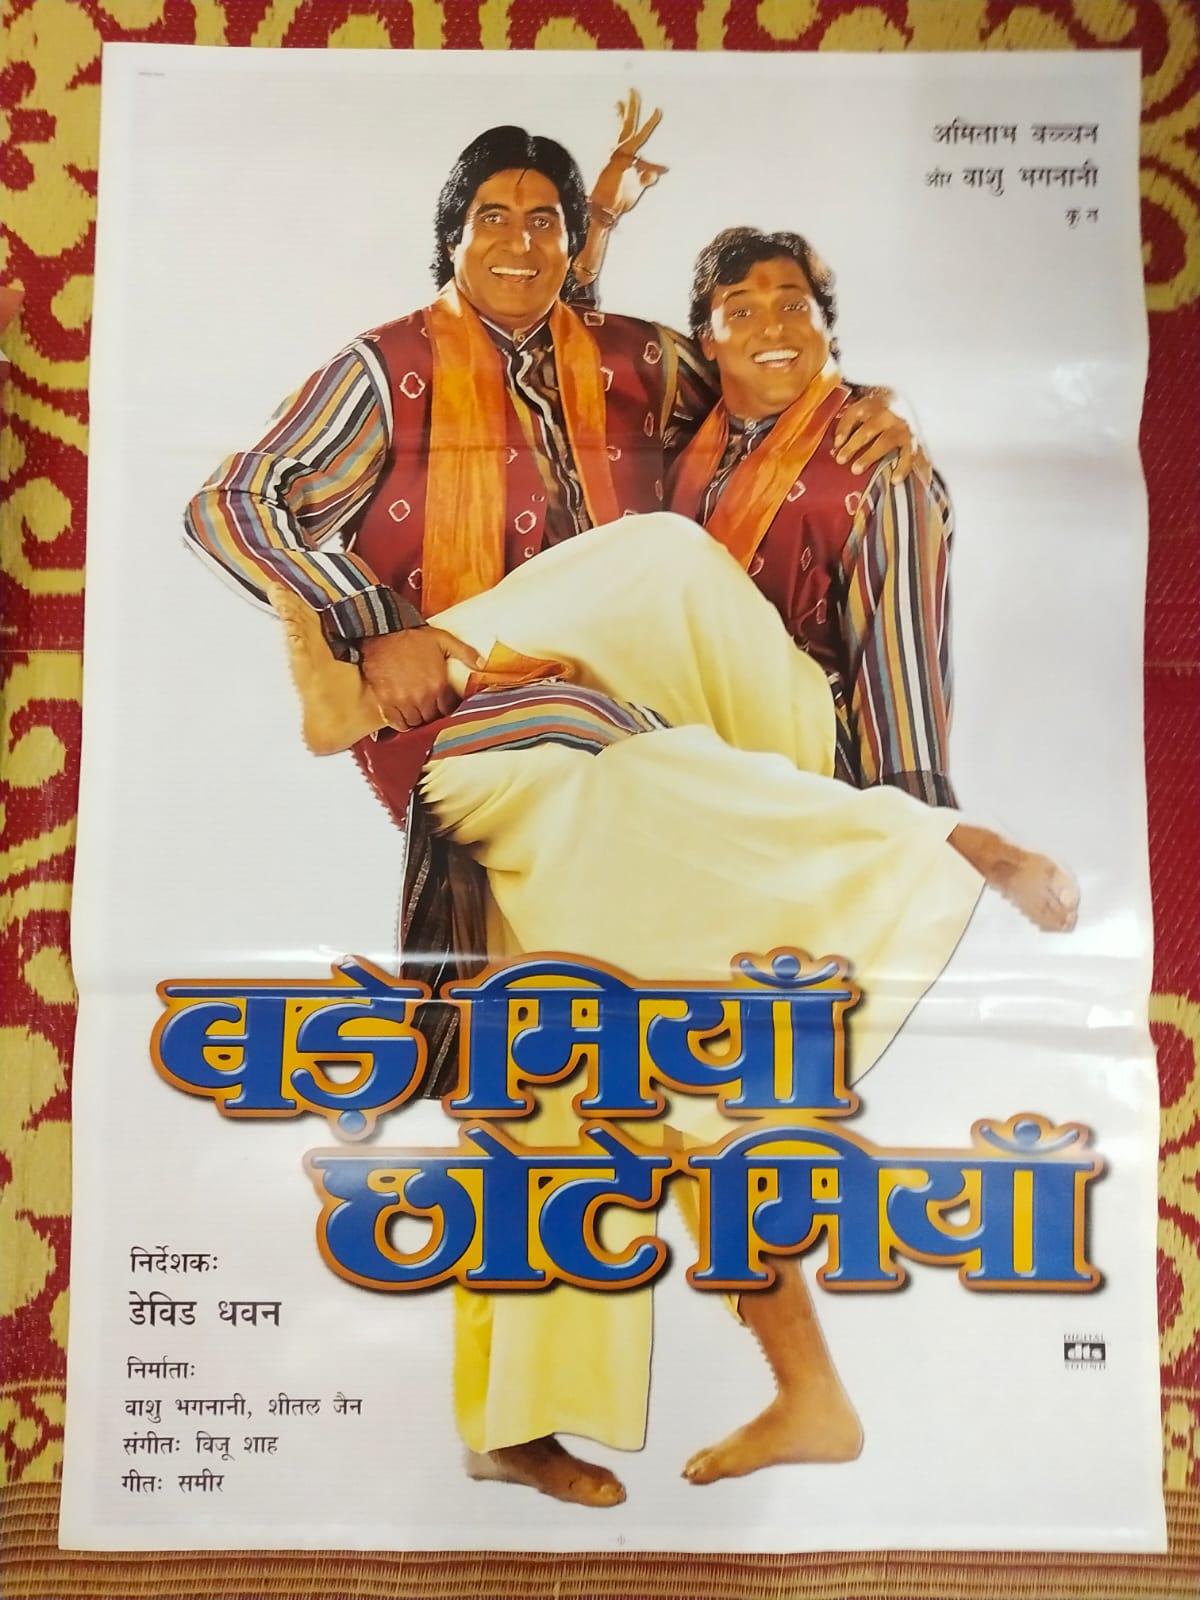 अमिताभ बच्चन
और वाशु भगनानी
कृत
बड़े मियाँ
छोटे मियाँ
निर्देशकः
डेविड धवन
निर्माताः
वाशु भगनानी, शीतल जैन
संगीतः विजू शाह
गीतः समीर
DIGITAL
dts
SOUND